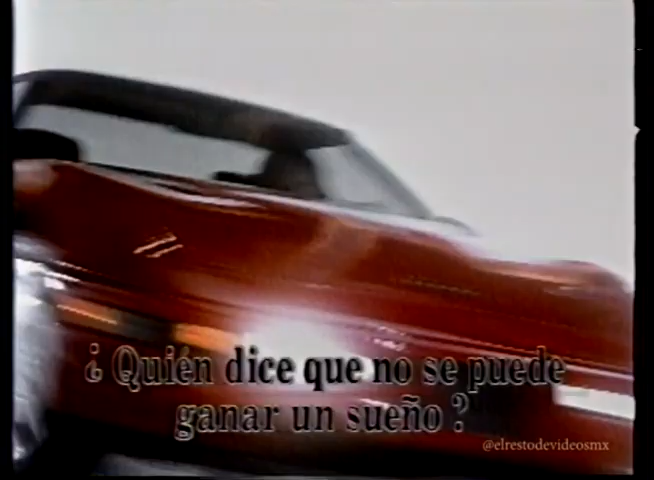 ¿ Quién dice que no se puede
ganar un sueño ?
@elrestodevideosmx